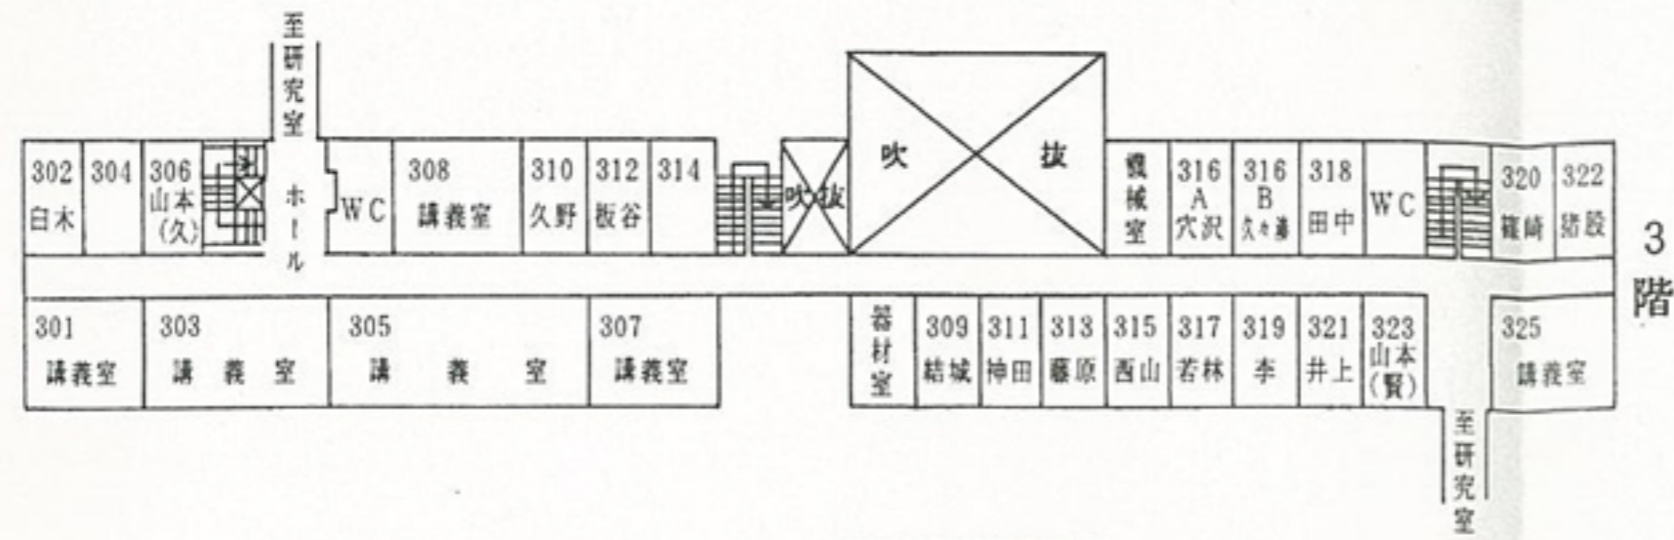 至研究室
302
白木
304
306
山本
(久)
ホール
WC
308
講義室
310
久野
312
板谷
314
吹抜
吹抜
機械室
316
A
穴沢
316
B
318
田中
WC
320
篠崎
322
猪股
301
講義室
303
講義室
305
講義室
307
講義室
器材室
309
結城
311
神田
313
藤原
315
西山
317
若林
319
李
321
井上
323
山本
(賢)
325
講義室
至研究室
3階